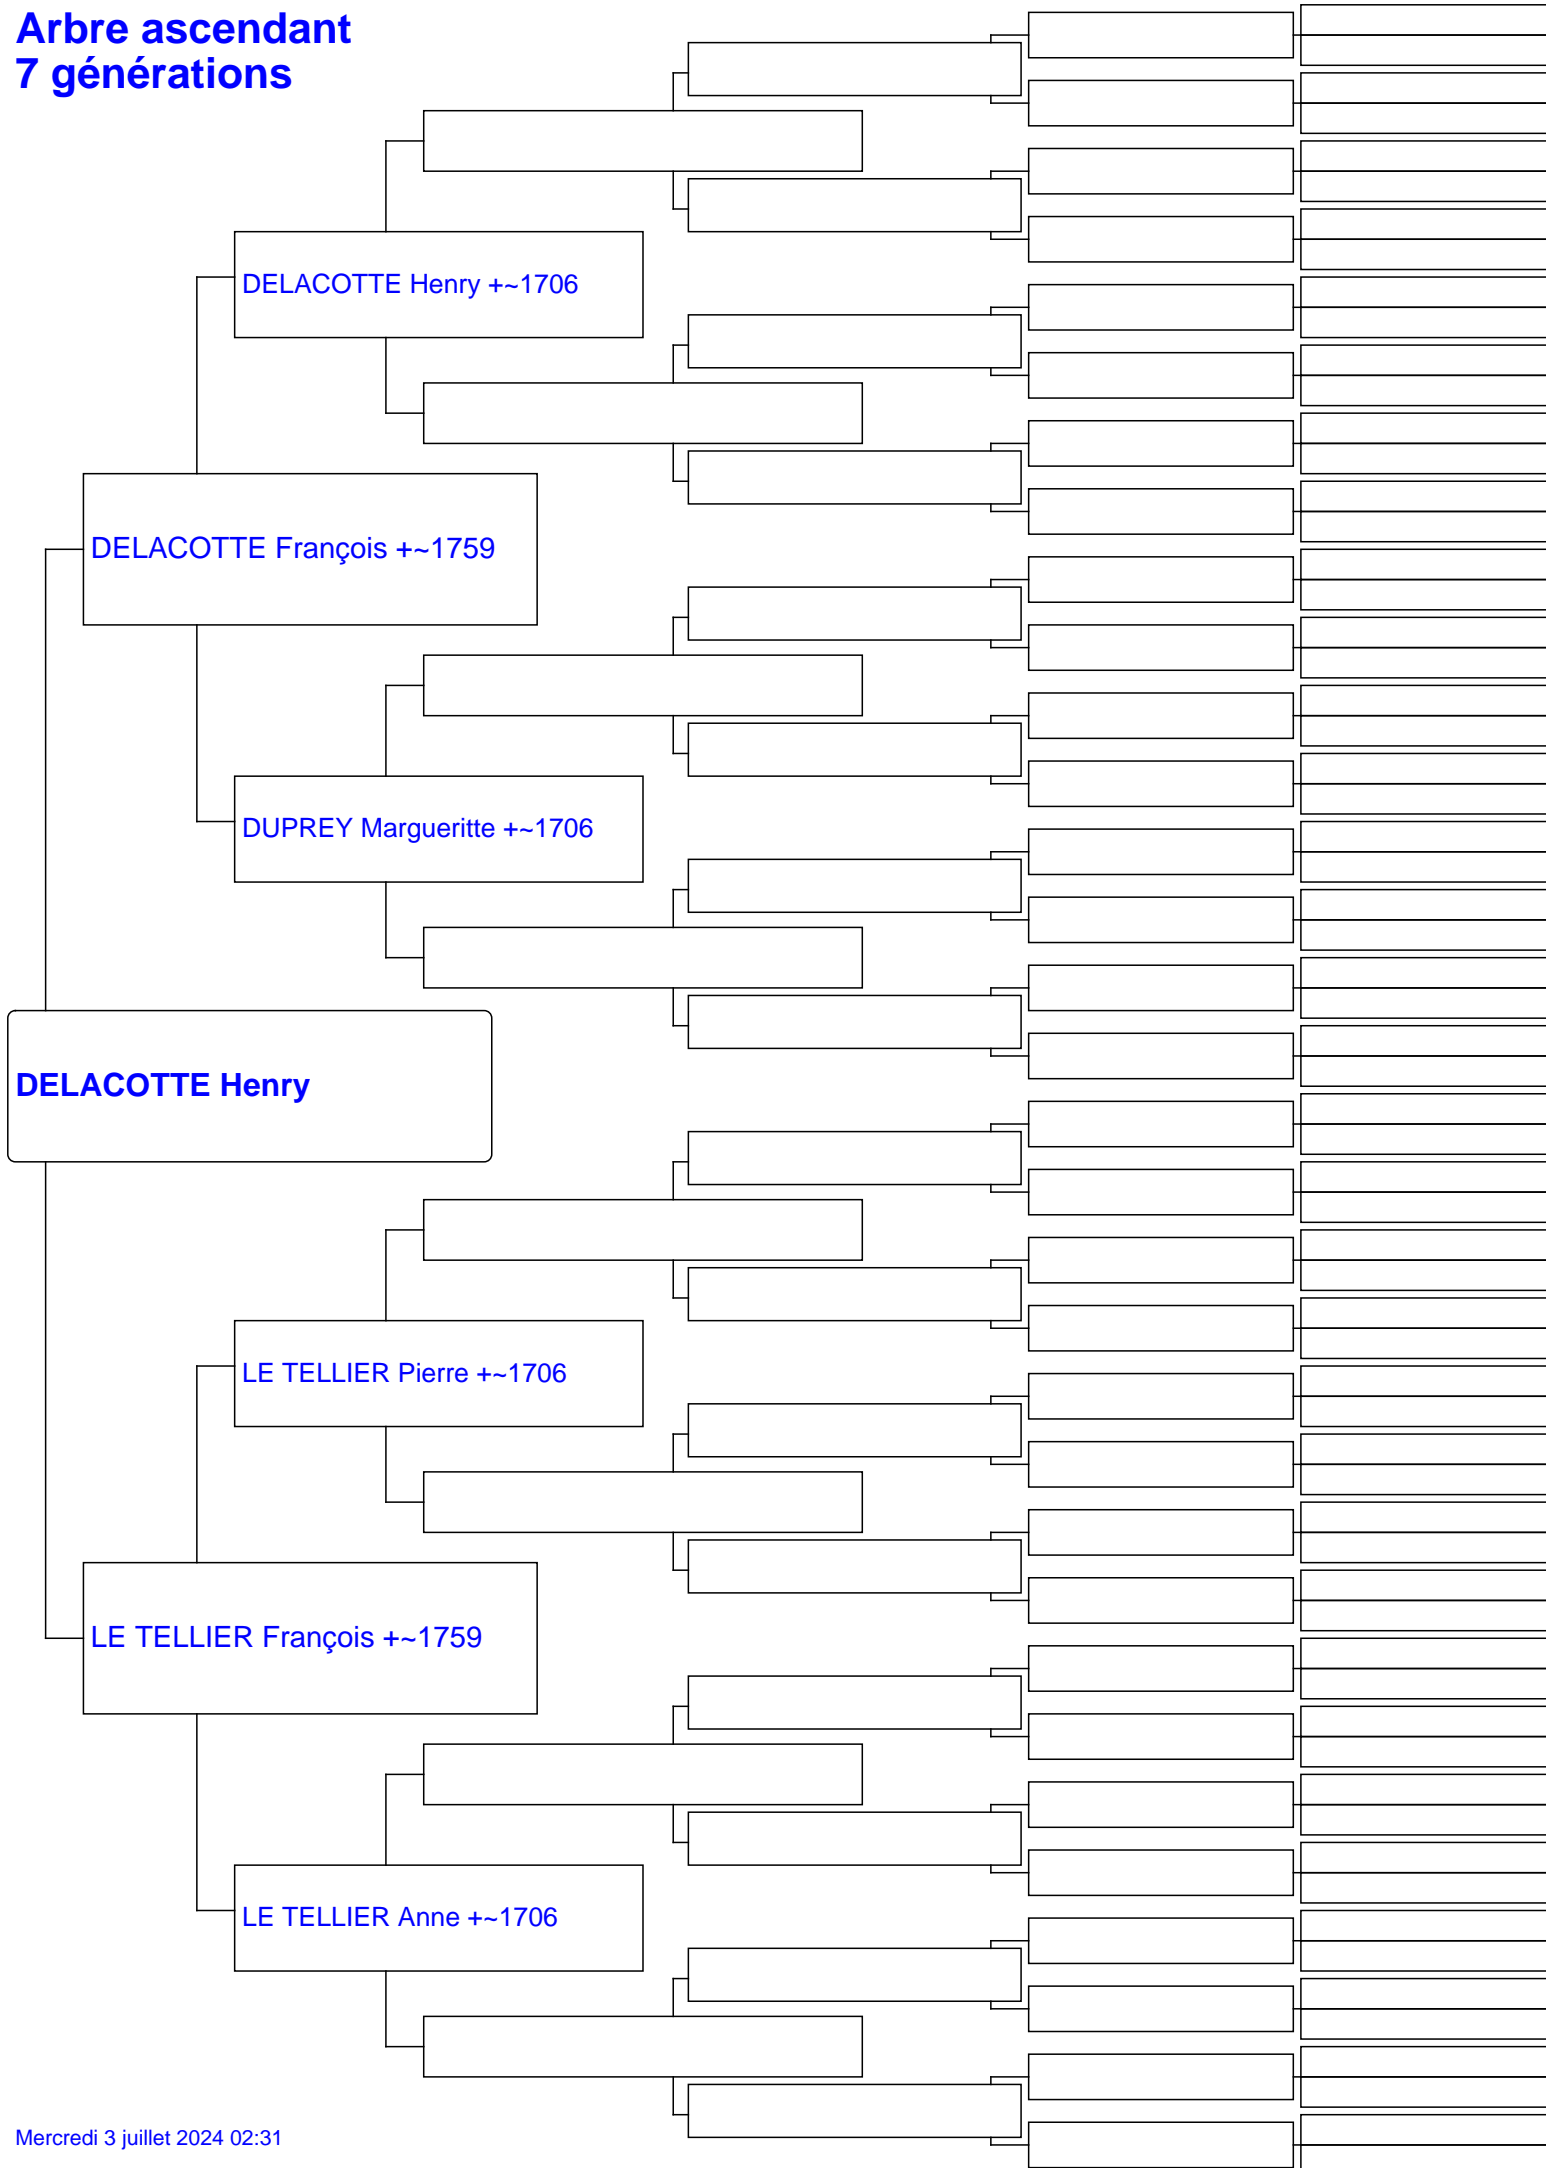 Arbre ascendant
7 générations
DELACOTTE Henry +~1706
DELACOTTE François +~1759
DUPREY Margueritte +~1706
DELACOTTE Henry
LE TELLIER Pierre +~1706
LE TELLIER François +~1759
LE TELLIER Anne +~1706
Mercredi 3 juillet 2024 02:31